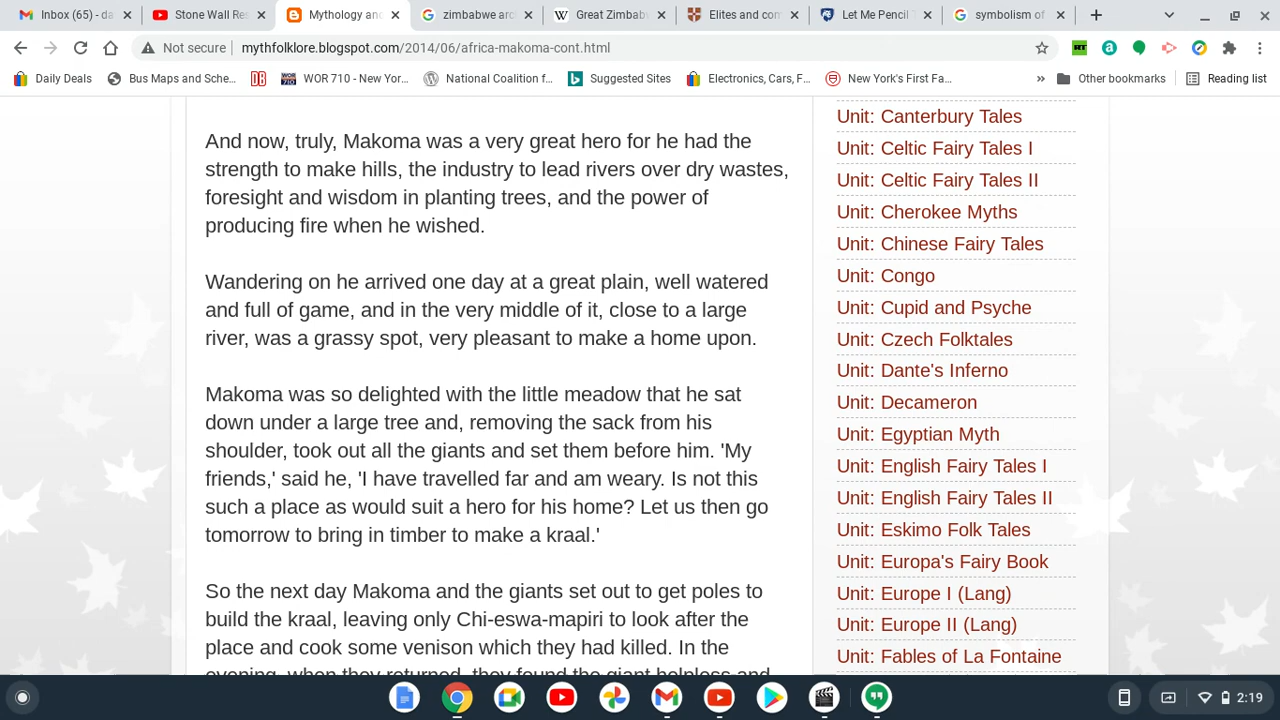 Inbox (65) - da
Stone Wall Res
Mythology and
zimbabwe arc
Great Zimbab
Elites and com
Let Me Pencil T
symbolism of
Not secure
mythfolklore.blogspot.com/2014/06/africa-makoma-cont.html
Daily Deals
Bus Maps and Sche...
WOR 710 - New Yor...
National Coalition f...
Suggested Sites
Electronics, Cars, F...
New York's First Fa...
»
Other bookmarks
Reading list
And now, truly, Makoma was a very great hero for he had the
strength to make hills, the industry to lead rivers over dry wastes,
foresight and wisdom in planting trees, and the power of
producing fire when he wished.
Wandering on he arrived one day at a great plain, well watered
and full of game, and in the very middle of it, close to a large
river, was a grassy spot, very pleasant to make a home upon.
Makoma was so delighted with the little meadow that he sat
down under a large tree and, removing the sack from his
shoulder, took out all the giants and set them before him. 'My
friends,' said he, 'I have travelled far and am weary. Is not this
such a place as would suit a hero for his home? Let us then go
tomorrow to bring in timber to make a kraal.'
So the next day Makoma and the giants set out to get poles to
build the kraal, leaving only Chi-eswa-mapiri to look after the
place and cook some venison which they had killed. In the
evening, when they returned, they found the giant helpless and
Unit: Canterbury Tales
Unit: Celtic Fairy Tales I
Unit: Celtic Fairy Tales II
Unit: Cherokee Myths
Unit: Chinese Fairy Tales
Unit: Congo
Unit: Cupid and Psyche
Unit: Czech Folktales
Unit: Dante's Inferno
Unit: Decameron
Unit: Egyptian Myth
Unit: English Fairy Tales I
Unit: English Fairy Tales II
Unit: Eskimo Folk Tales
Unit: Europa's Fairy Book
Unit: Europe I (Lang)
Unit: Europe II (Lang)
Unit: Fables of La Fontaine
2:19